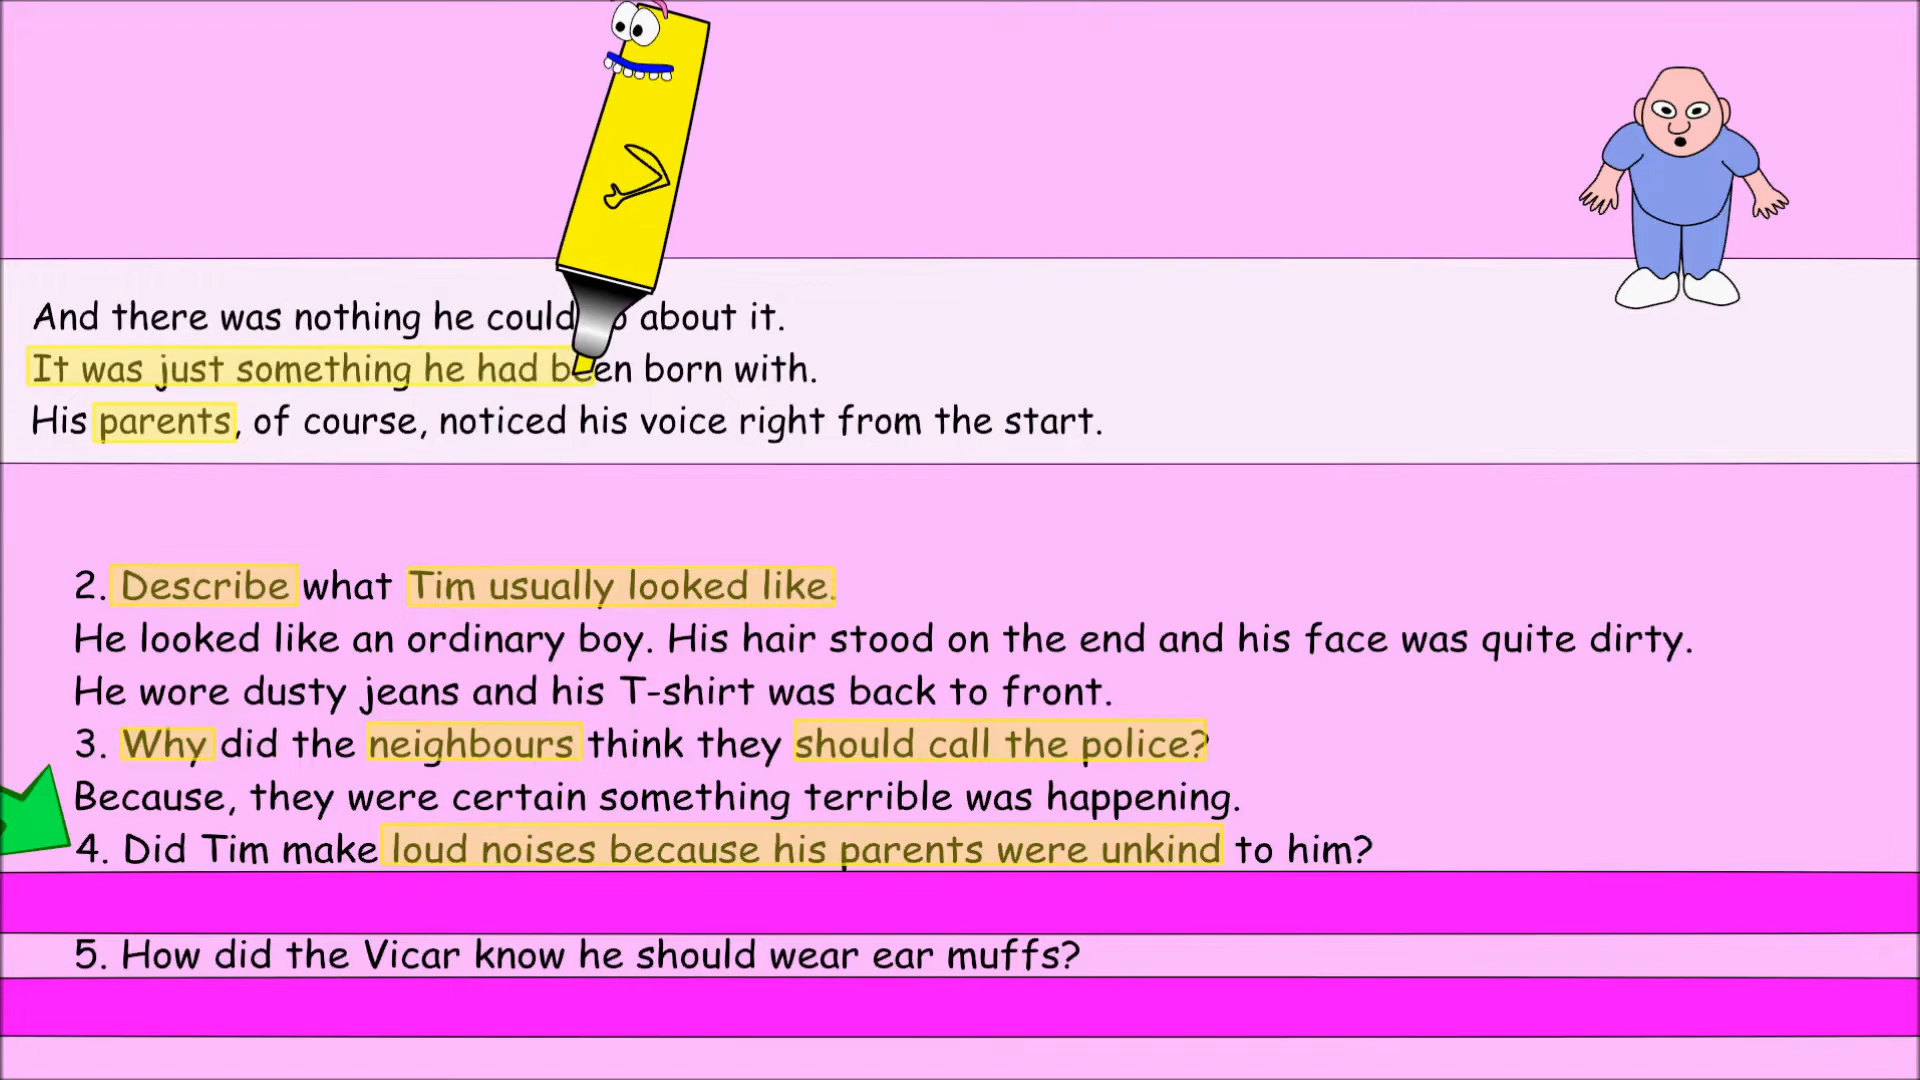 And there was nothing he could about it.
It was just something he had been born with.
His parents, of course, noticed his voice right from the start.
2. Describe what Tim usually looked like.
He looked like an ordinary boy. His hair stood on the end and his face was quite dirty.
He wore dusty jeans and his T-shirt was back to front.
3. Why did the neighbours think they should call the police?
Because, they were certain something terrible was happening.
4. Did Tim make loud noises because his parents were unkind to him?
5. How did the Vicar know he should wear ear muffs?